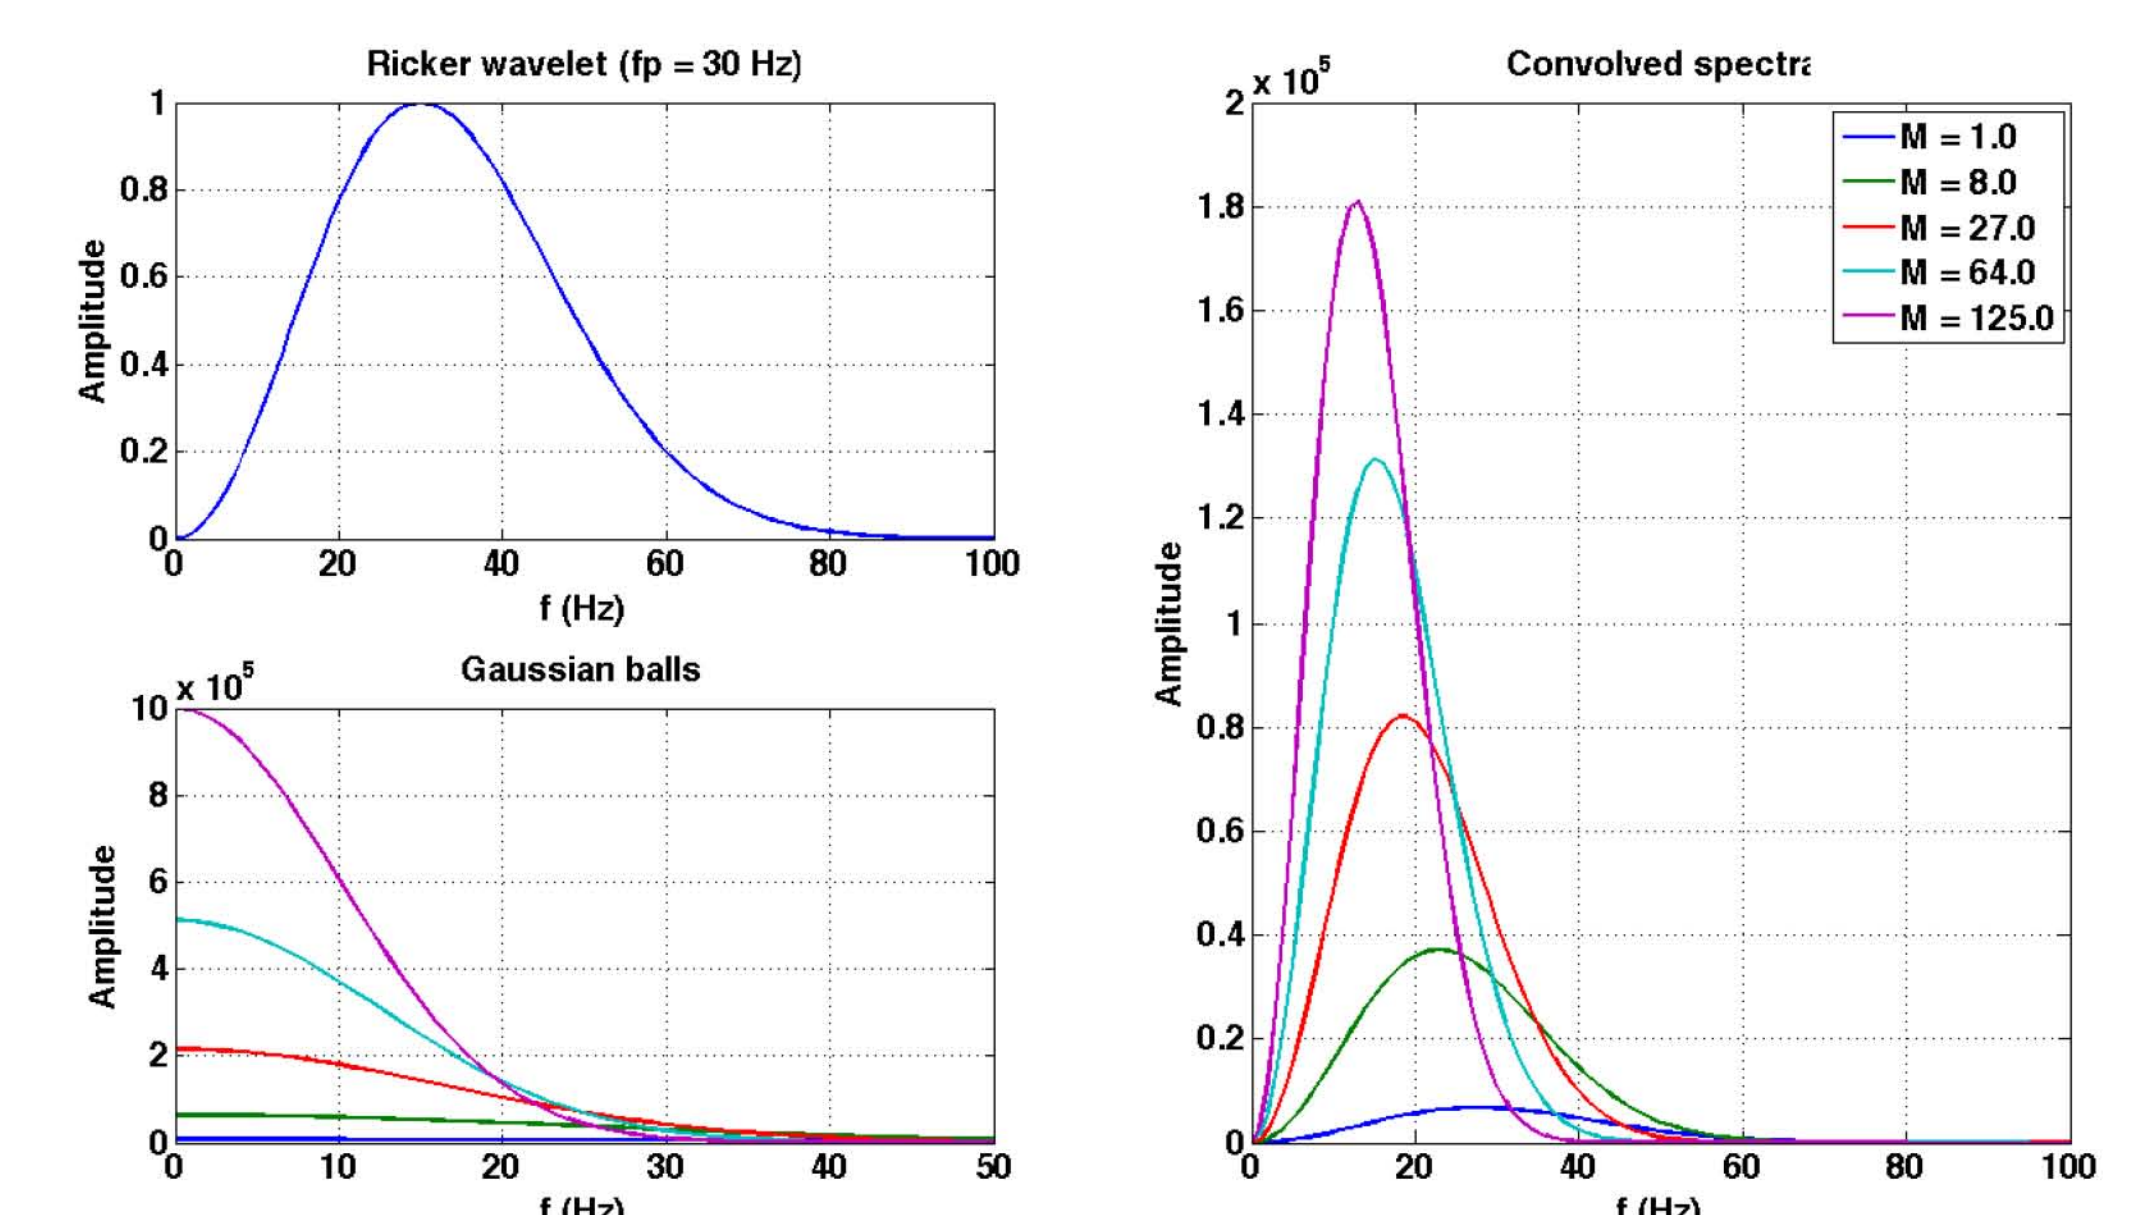 Ricker wavelet (fp = 30 Hz)
1
0.8
0.6
0.4
0.2
0
Amplitude
0 20 40 60 80 100
f (Hz)
Gaussian balls
x 10^5
10
8
6
4
2
0
Amplitude
0 10 20 30 40 50
f (Hz)
Convolved spectra
x 10^5
2
1.8
1.6
1.4
1.2
1
0.8
0.6
0.4
0.2
0
Amplitude
M = 1.0
M = 8.0
M = 27.0
M = 64.0
M = 125.0
0 20 40 60 80 100
f (Hz)